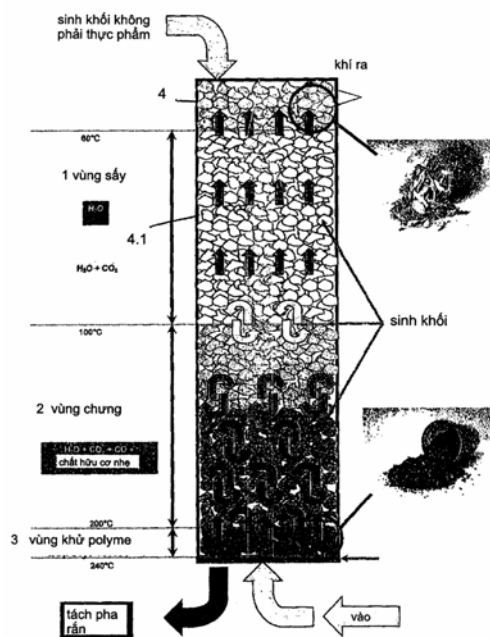 sinh khối không
phải thực phẩm
khí ra
4
60°C
1 vùng sấy
H₂O
4.1
H₂O + CO₂
sinh khối
100°C
2 vùng chưng
H₂O + CO₂ + CO +
chất hữu cơ nhẹ
200°C
3 vùng khử polyme
240°C
tách pha
rắn
vào